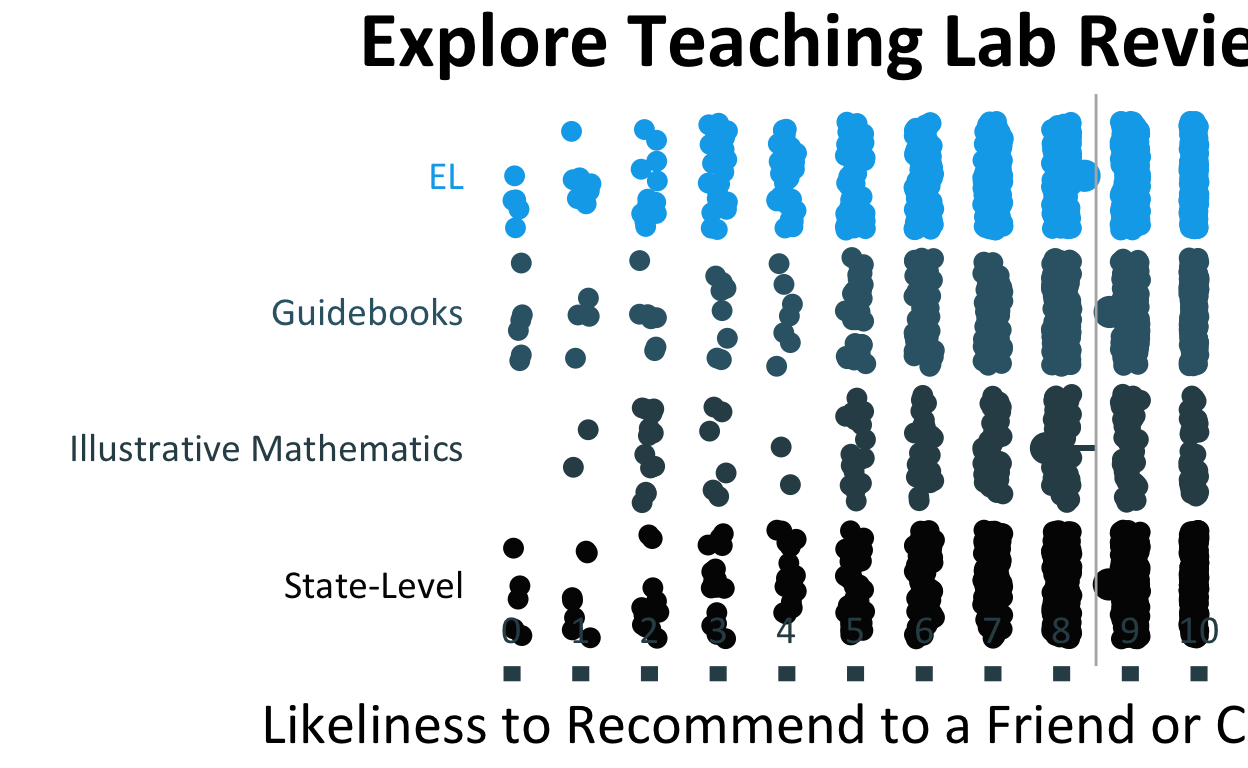 Explore Teaching Lab Revie
EL
Guidebooks
Illustrative Mathematics
State-Level
0 1 2 3 4 5 6 7 8 9 10
Likeliness to Recommend to a Friend or C